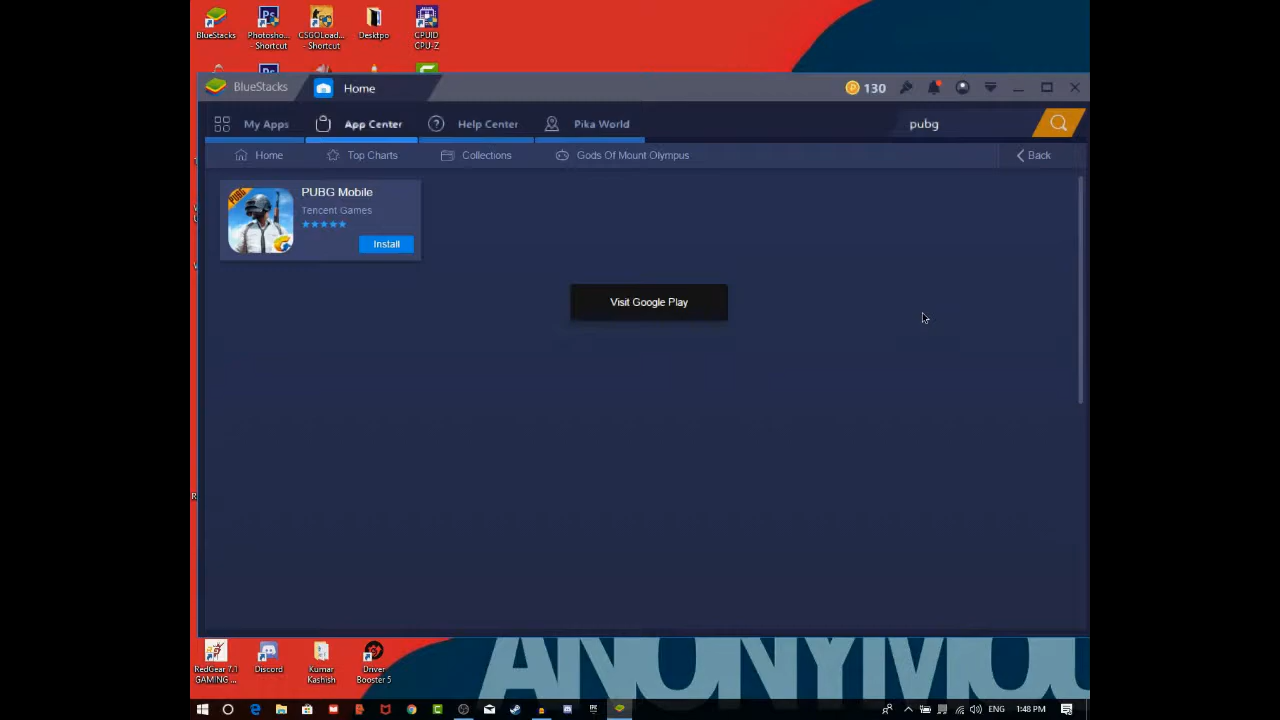 BlueStacks
Photosho... - Shortcut
CSGOLoad... - Shortcut
Desktpo
CPUID CPU-Z
BlueStacks
Home
130
My Apps
App Center
Help Center
Pika World
pubg
Home
Top Charts
Collections
Gods Of Mount Olympus
Back
PUBG
PUBG Mobile
Tencent Games
Install
Visit Google Play
RedGear 7.1 GAMING ...
Discord
Kumar Kashish
Driver Booster 5
ANONYMOU
ENG
1:48 PM